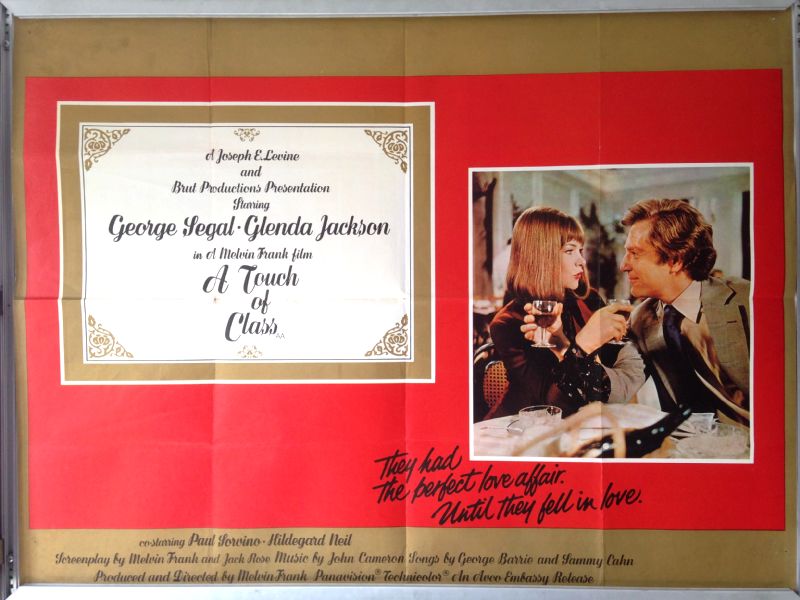 A Joseph E. Levine
and
Brut Productions Presentation
Starring
George Segal · Glenda Jackson
in A Melvin Frank film
A Touch
of
Class AA
They had
the perfect love affair.
Until they fell in love.
co-starring Paul Sorvino · Hildegard Neil
Screenplay by Melvin Frank and Jack Rose Music by John Cameron Songs by George Barrie and Sammy Cahn
Produced and Directed by Melvin Frank Panavision® Technicolor® An Avco Embassy Release